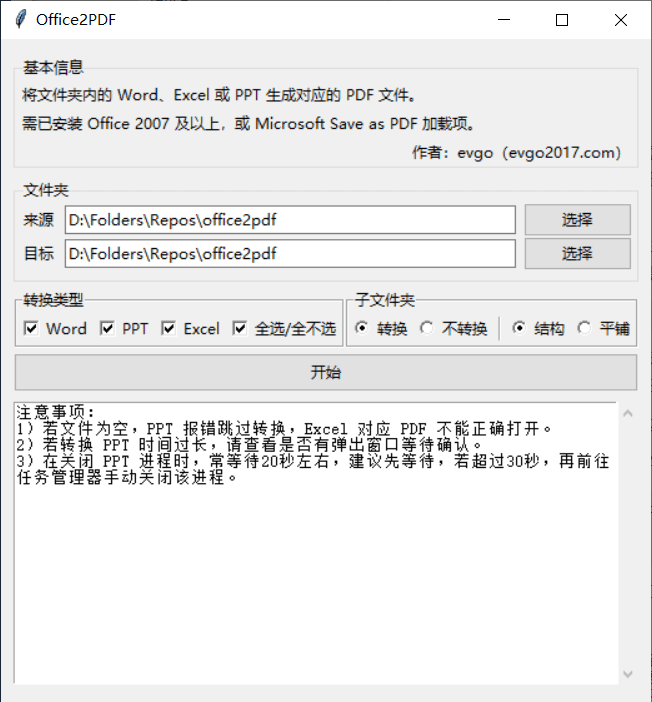 Office2PDF
基本信息
将文件夹内的 Word、Excel 或 PPT 生成对应的 PDF 文件。
需已安装 Office 2007 及以上，或 Microsoft Save as PDF 加载项。
作者：evgo（evgo2017.com）
文件夹
来源 D:\Folders\Repos\office2pdf 选择
目标 D:\Folders\Repos\office2pdf 选择
转换类型 子文件夹
Word PPT Excel 全选/全不选 转换 不转换 结构 平铺
开始
注意事项：
1）若文件为空，PPT 报错跳过转换，Excel 对应 PDF 不能正确打开。
2）若转换 PPT 时间过长，请查看是否有弹出窗口等待确认。
3）在关闭 PPT 进程时，常等待20秒左右，建议先等待，若超过30秒，再前往
任务管理器手动关闭该进程。